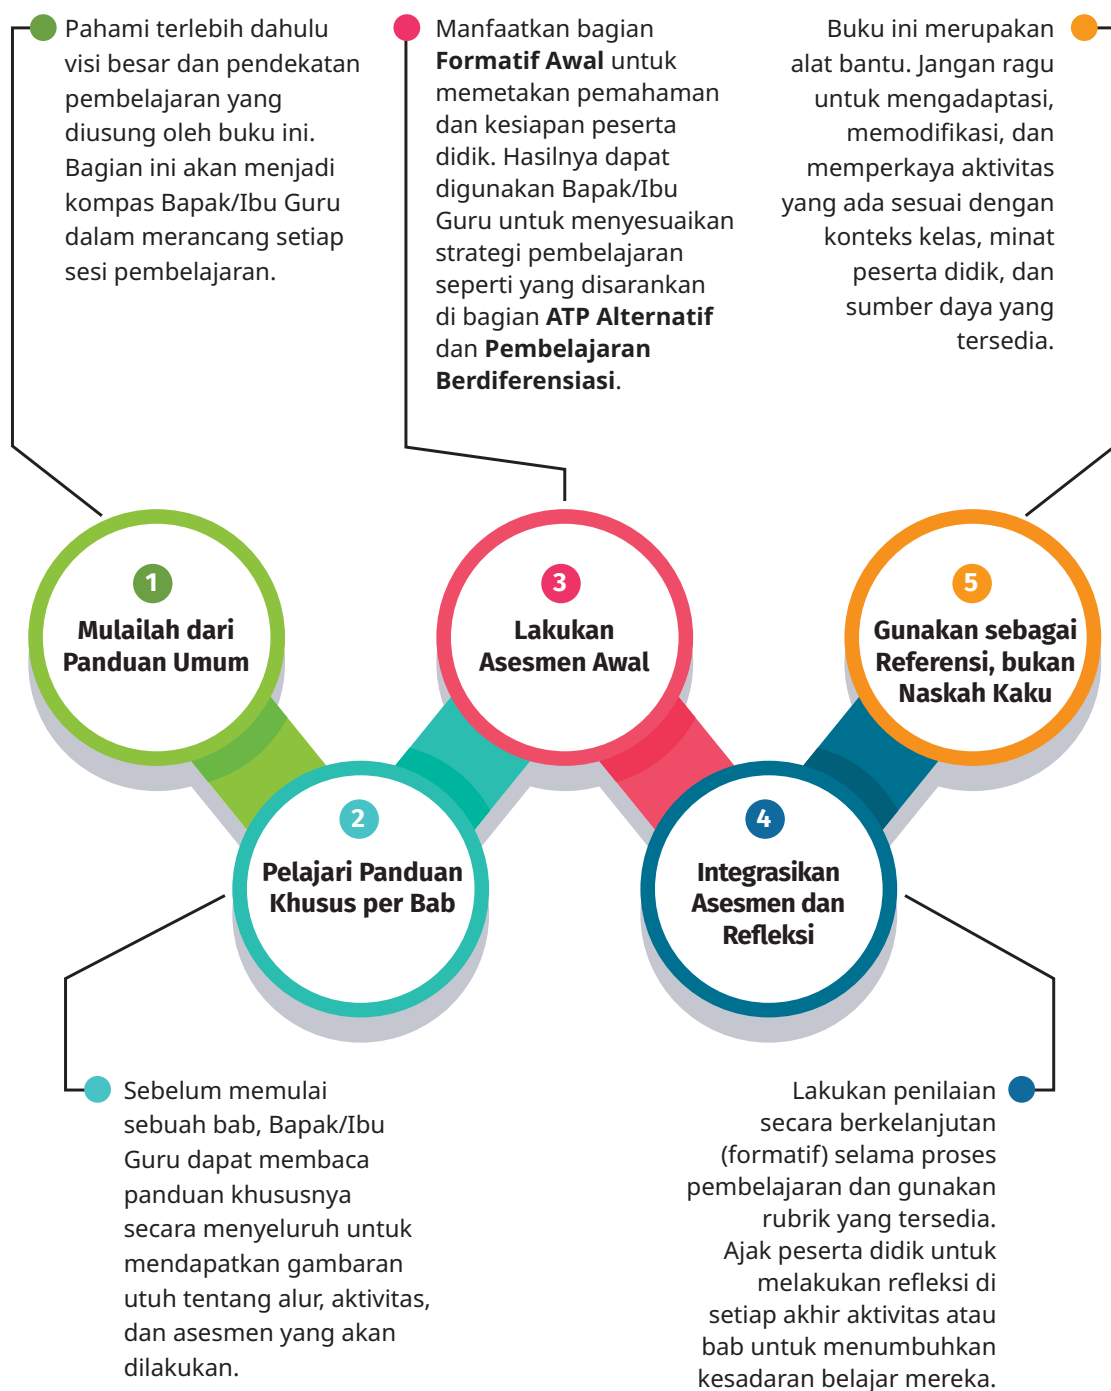 Pahami terlebih dahulu
visi besar dan pendekatan
pembelajaran yang
diusung oleh buku ini.
Bagian ini akan menjadi
kompas Bapak/Ibu Guru
dalam merancang setiap
sesi pembelajaran.
Manfaatkan bagian
Formatif Awal untuk
memetakan pemahaman
dan kesiapan peserta
didik. Hasilnya dapat
digunakan Bapak/Ibu
Guru untuk menyesuaikan
strategi pembelajaran
seperti yang disarankan
di bagian ATP Alternatif
dan Pembelajaran
Berdiferensiasi.
Buku ini merupakan
alat bantu. Jangan ragu
untuk mengadaptasi,
memodifikasi, dan
memperkaya aktivitas
yang ada sesuai dengan
konteks kelas, minat
peserta didik, dan
sumber daya yang
tersedia.
1
Mulailah dari
Panduan Umum
3
Lakukan
Asesmen Awal
5
Gunakan sebagai
Referensi, bukan
Naskah Kaku
2
Pelajari Panduan
Khusus per Bab
4
Integrasikan
Asesmen dan
Refleksi
Sebelum memulai
sebuah bab, Bapak/Ibu
Guru dapat membaca
panduan khususnya
secara menyeluruh untuk
mendapatkan gambaran
utuh tentang alur, aktivitas,
dan asesmen yang akan
dilakukan.
Lakukan penilaian
secara berkelanjutan
(formatif) selama proses
pembelajaran dan gunakan
rubrik yang tersedia.
Ajak peserta didik untuk
melakukan refleksi di
setiap akhir aktivitas atau
bab untuk menumbuhkan
kesadaran belajar mereka.